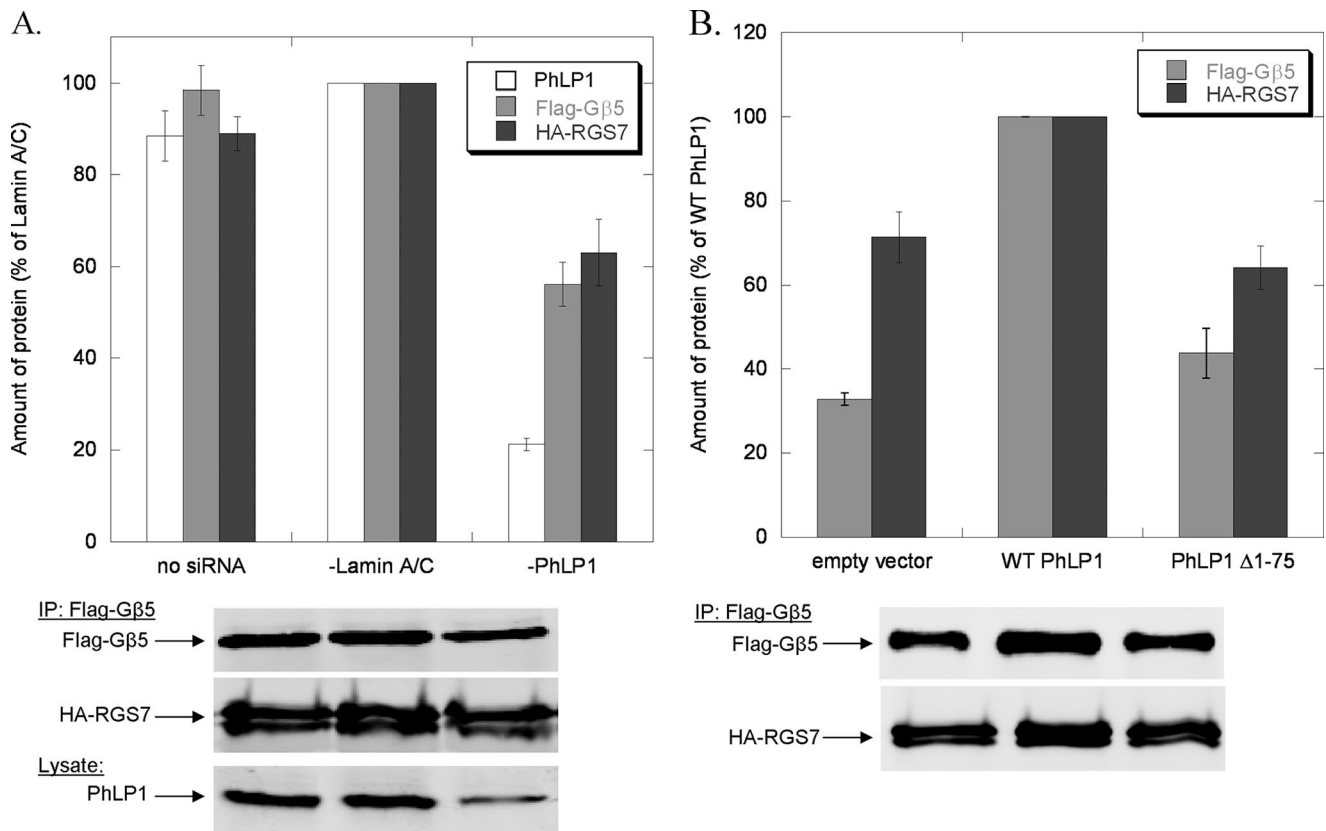 A.
Amount of protein (% of Lamin A/C)
100
80
60
40
20
0
PhLP1
Flag-Gβ5
HA-RGS7
no siRNA
-Lamin A/C
-PhLP1
IP: Flag-Gβ5
Flag-Gβ5
HA-RGS7
Lysate:
PhLP1
B.
Amount of protein (% of WT PhLP1)
120
100
80
60
40
20
0
Flag-Gβ5
HA-RGS7
empty vector
WT PhLP1
PhLP1 Δ1-75
IP: Flag-Gβ5
Flag-Gβ5
HA-RGS7